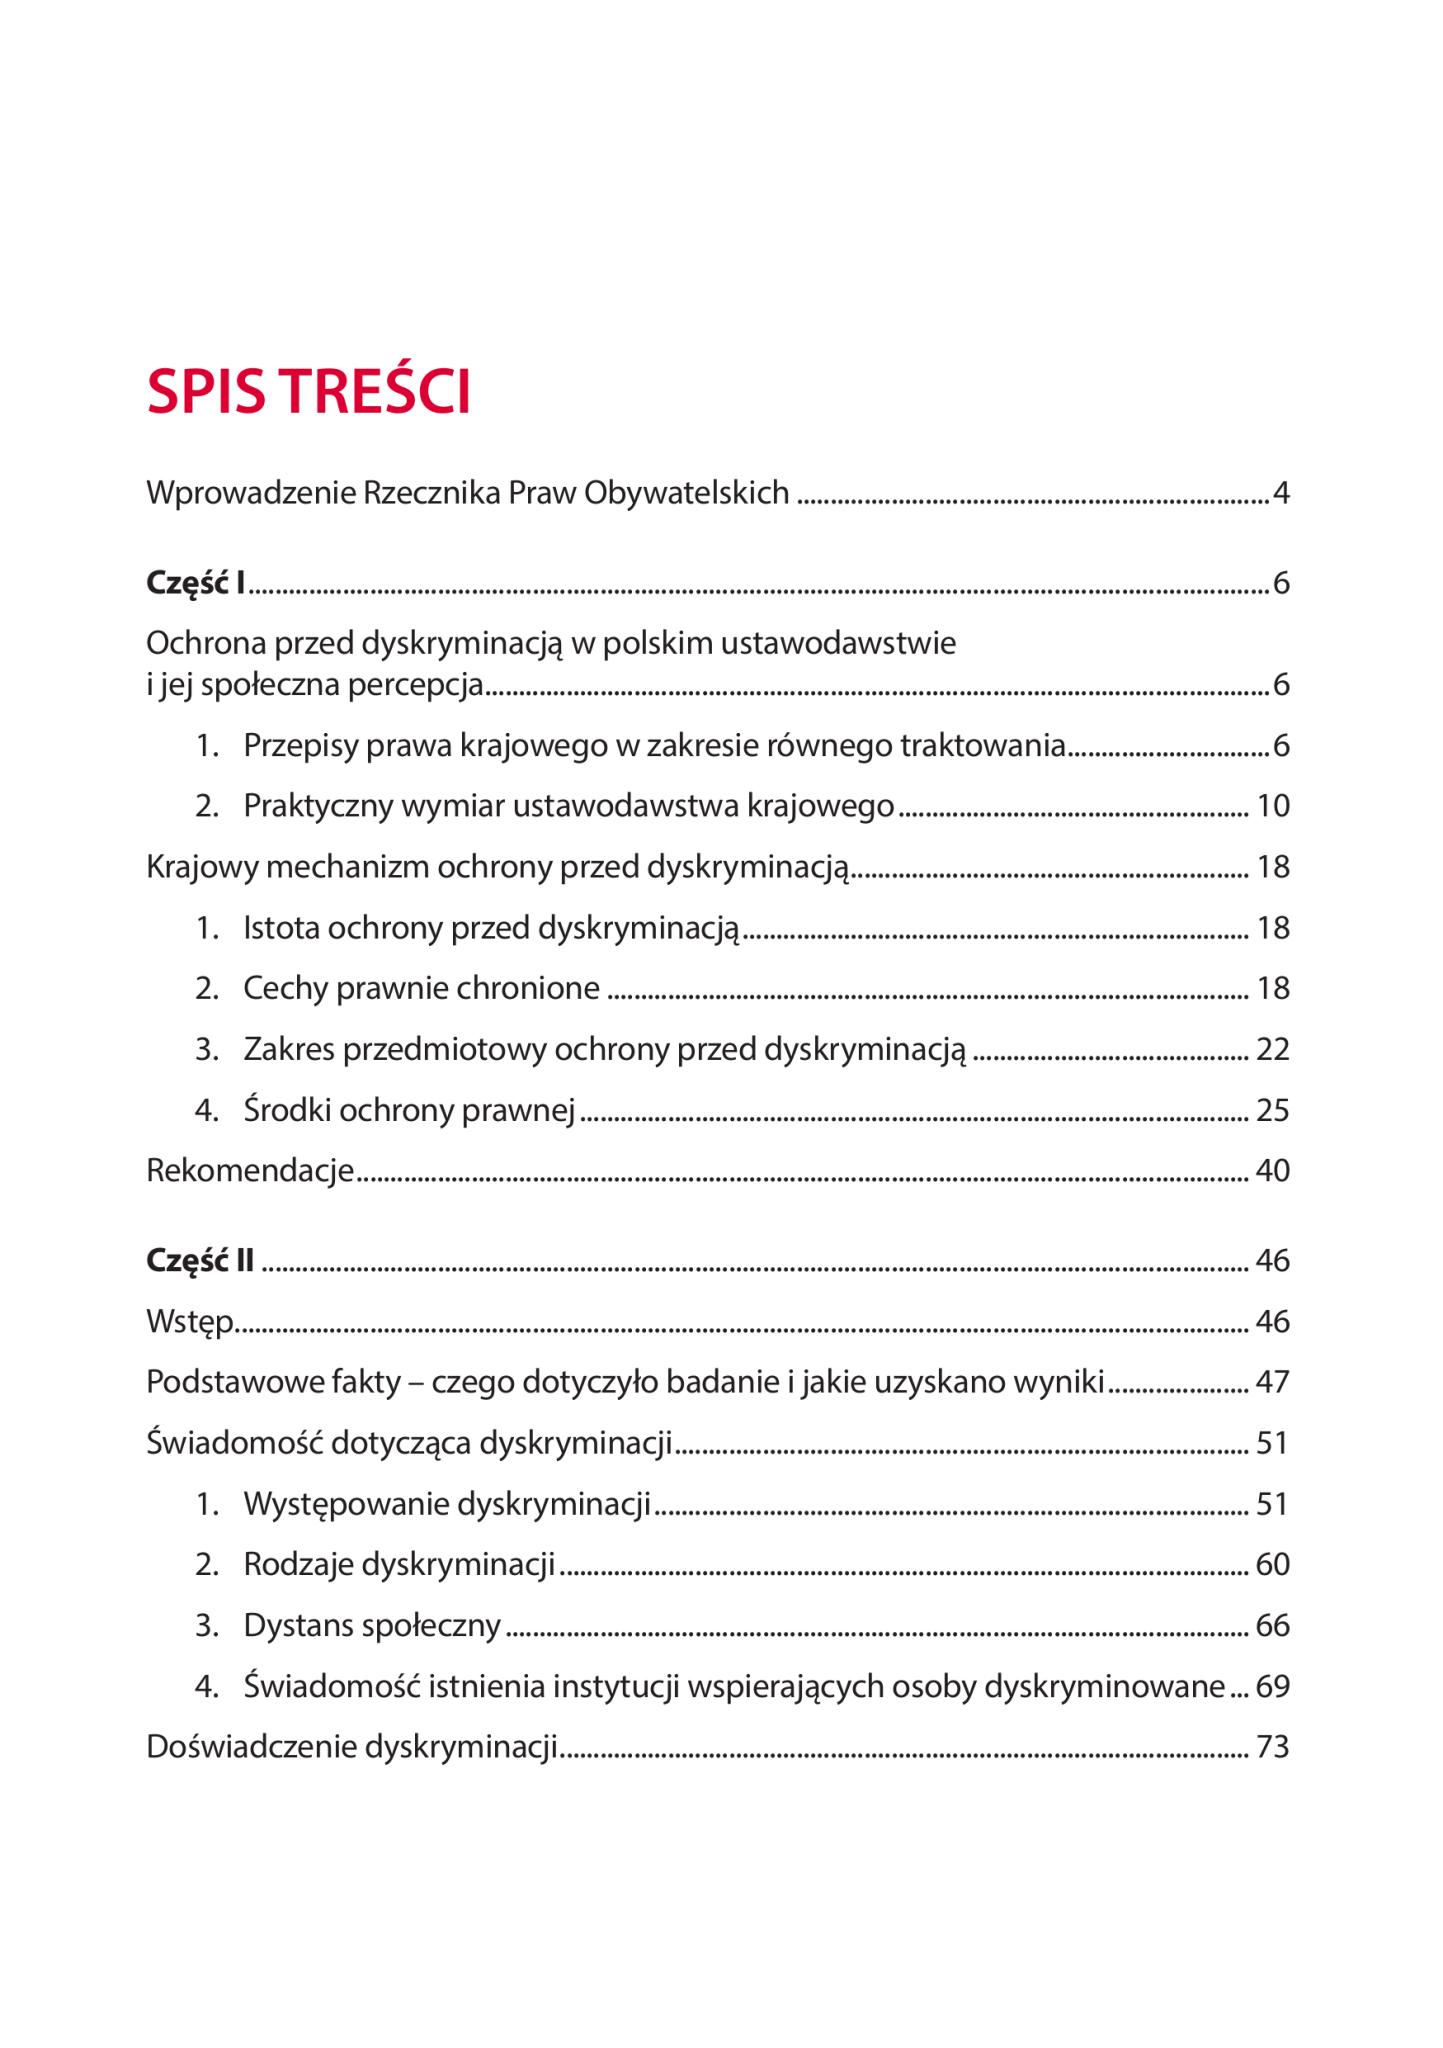 SPIS TREŚCI
Wprowadzenie Rzecznika Praw Obywatelskich ........................................................................ 4
Część I ........................................................................ 6
Ochrona przed dyskryminacją w polskim ustawodawstwie
i jej społeczna percepcja ........................................................................ 6
1. Przepisy prawa krajowego w zakresie równego traktowania .............................. 6
2. Praktyczny wymiar ustawodawstwa krajowego .................................................... 10
Krajowy mechanizm ochrony przed dyskryminacją ............................................................ 18
1. Istota ochrony przed dyskryminacją ............................................................ 18
2. Cechy prawnie chronione ........................................................................ 18
3. Zakres przedmiotowy ochrony przed dyskryminacją ........................................ 22
4. Środki ochrony prawnej ........................................................................ 25
Rekomendacje ........................................................................ 40
Część II ........................................................................ 46
Wstęp ........................................................................ 46
Podstawowe fakty – czego dotyczyło badanie i jakie uzyskano wyniki ..................... 47
Świadomość dotycząca dyskryminacji ........................................................................ 51
1. Występowanie dyskryminacji ........................................................................ 51
2. Rodzaje dyskryminacji ........................................................................ 60
3. Dystans społeczny ........................................................................ 66
4. Świadomość istnienia instytucji wspierających osoby dyskryminowane ... 69
Doświadczenie dyskryminacji ........................................................................ 73